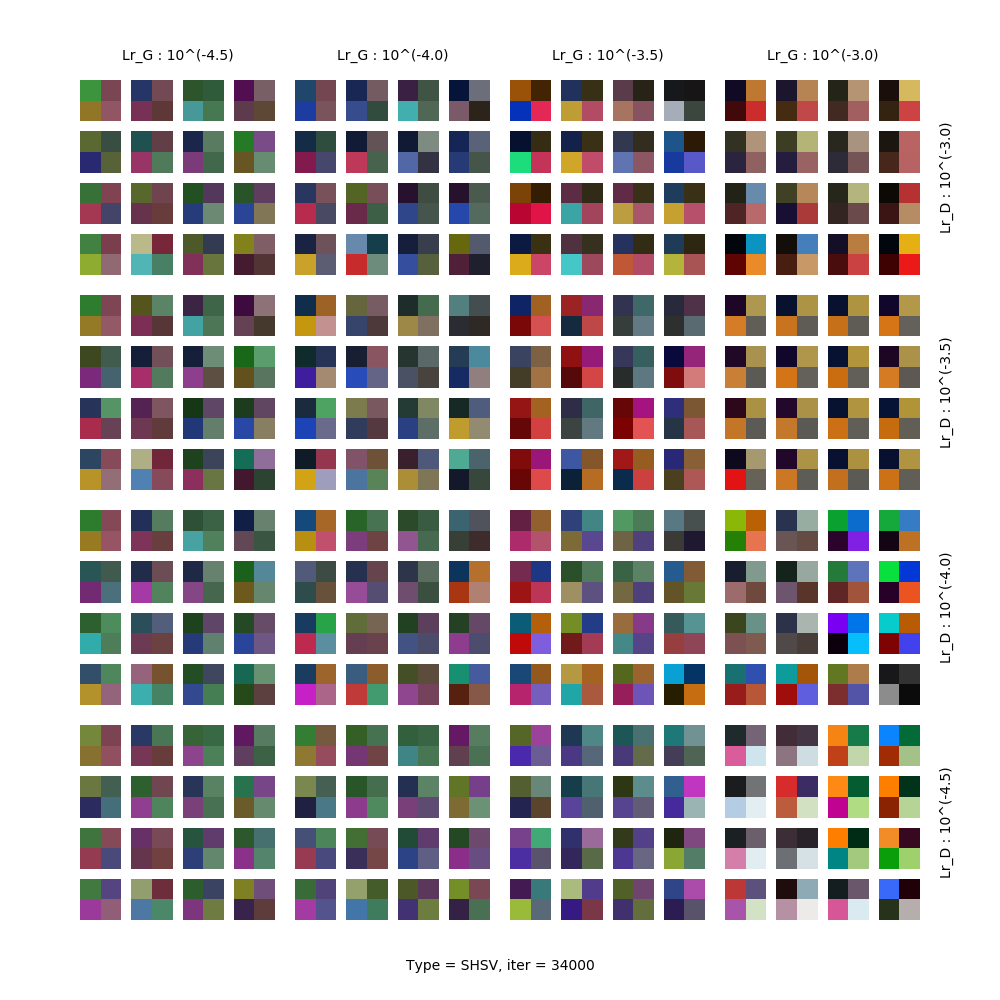 Lr_G : 10^(-4.5)
Lr_G : 10^(-4.0)
Lr_G : 10^(-3.5)
Lr_G : 10^(-3.0)
Lr_D : 10^(-3.0)
Lr_D : 10^(-3.5)
Lr_D : 10^(-4.0)
Lr_D : 10^(-4.5)
Type = SHSV, iter = 34000